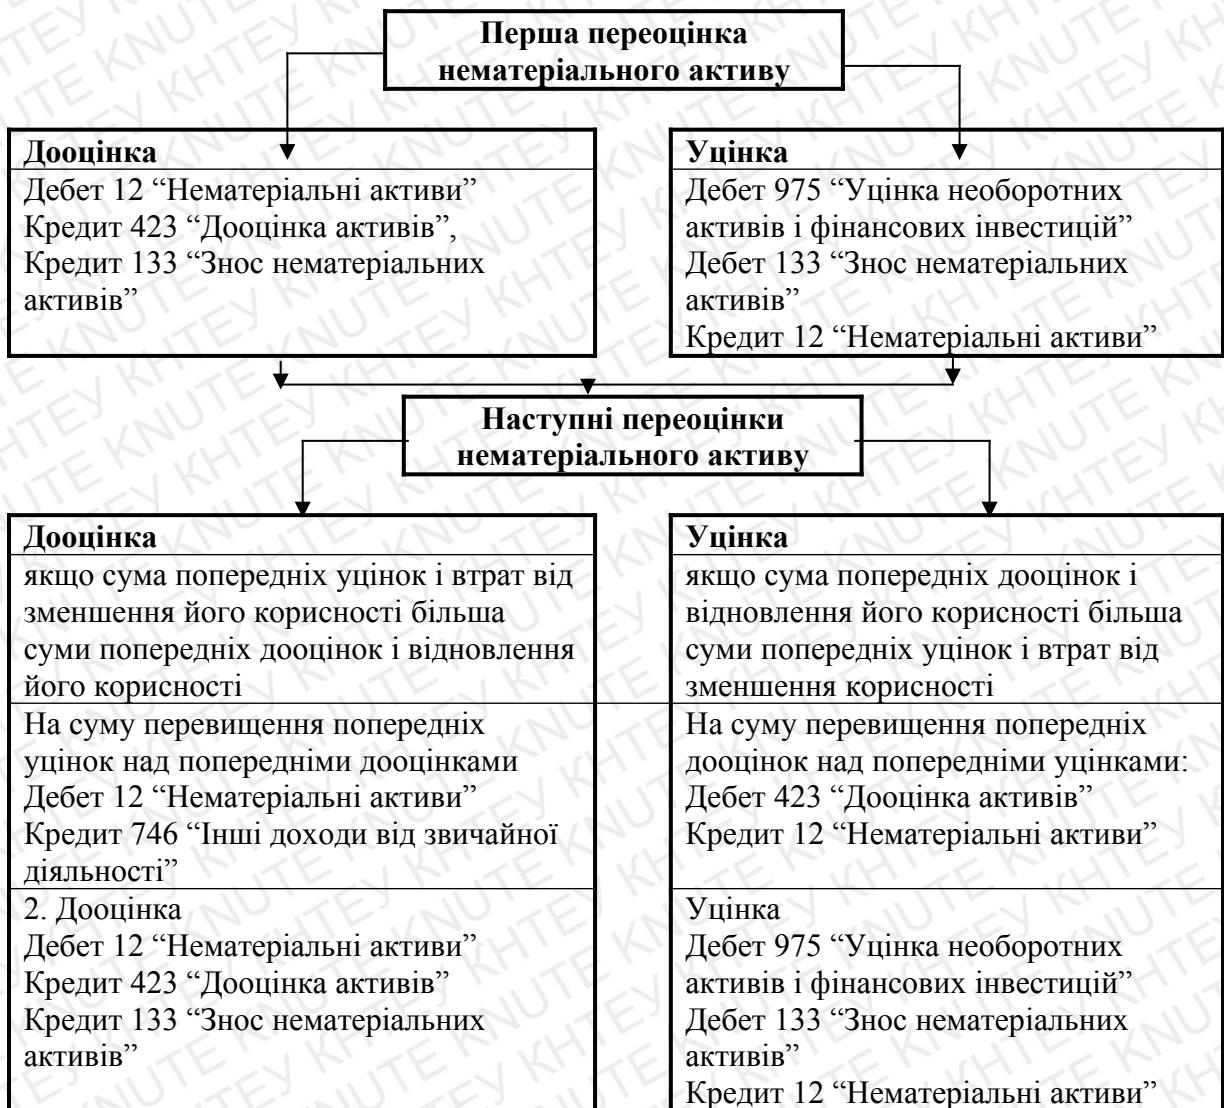 Перша переоцінка
нематеріального активу
Дооцінка
Дебет 12 “Нематеріальні активи”
Кредит 423 “Дооцінка активів”,
Кредит 133 “Знос нематеріальних
активів”
Уцінка
Дебет 975 “Уцінка необоротних
активів і фінансових інвестицій”
Дебет 133 “Знос нематеріальних
активів”
Кредит 12 “Нематеріальні активи”
Наступні переоцінки
нематеріального активу
Дооцінка
якщо сума попередніх уцінок і втрат від
зменшення його корисності більша
суми попередніх дооцінок і відновлення
його корисності
На суму перевищення попередніх
уцінок над попередніми дооцінками
Дебет 12 “Нематеріальні активи”
Кредит 746 “Інші доходи від звичайної
діяльності”
2. Дооцінка
Дебет 12 “Нематеріальні активи”
Кредит 423 “Дооцінка активів”
Кредит 133 “Знос нематеріальних
активів”
Уцінка
якщо сума попередніх дооцінок і
відновлення його корисності більша
суми попередніх уцінок і втрат від
зменшення корисності
На суму перевищення попередніх
дооцінок над попередніми уцінками:
Дебет 423 “Дооцінка активів”
Кредит 12 “Нематеріальні активи”
Уцінка
Дебет 975 “Уцінка необоротних
активів і фінансових інвестицій”
Дебет 133 “Знос нематеріальних
активів”
Кредит 12 “Нематеріальні активи”